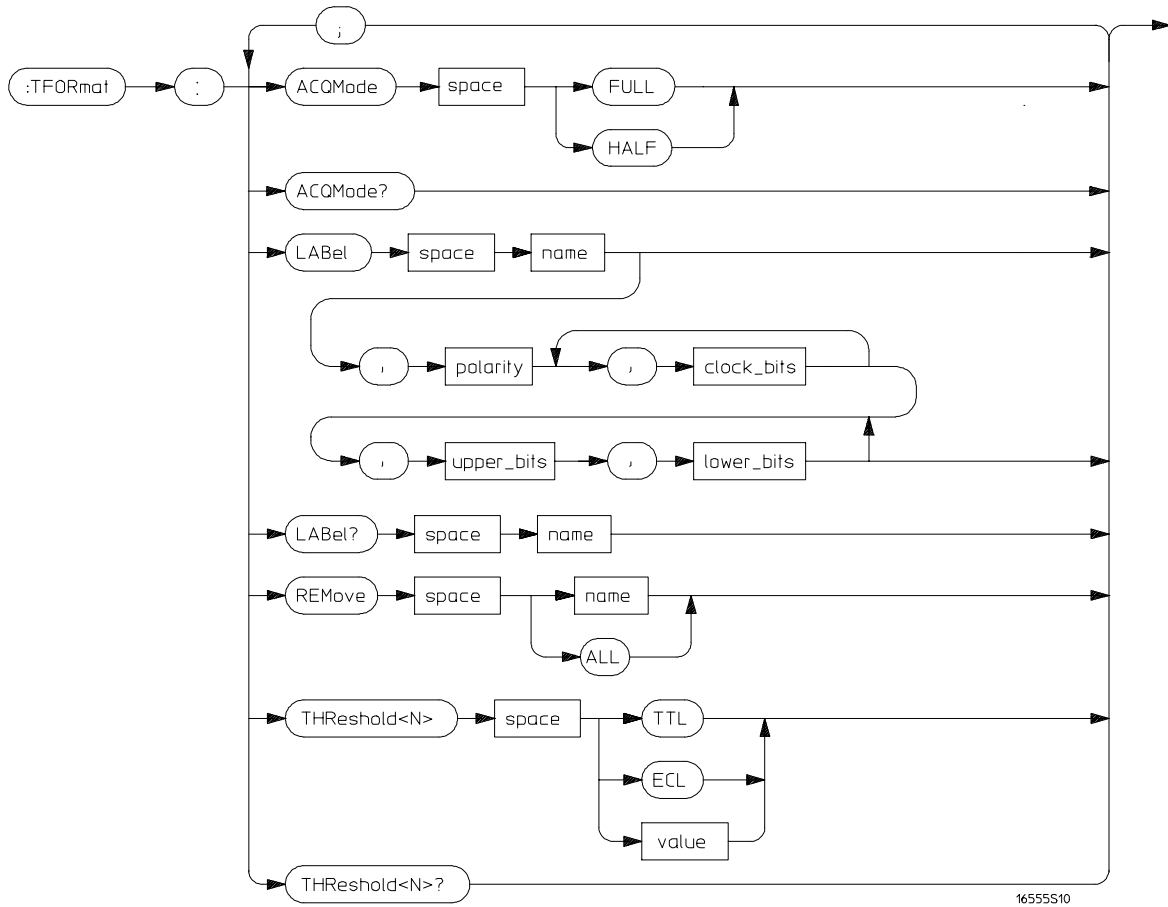 ;
:TFORmat : ACQMode space FULL
HALF
ACQMode?
LABel space name
, polarity , clock_bits
, upper_bits , lower_bits
LABel? space name
REMove space name
ALL
THReshold<N> space TTL
ECL
value
THReshold<N>?
16555S10